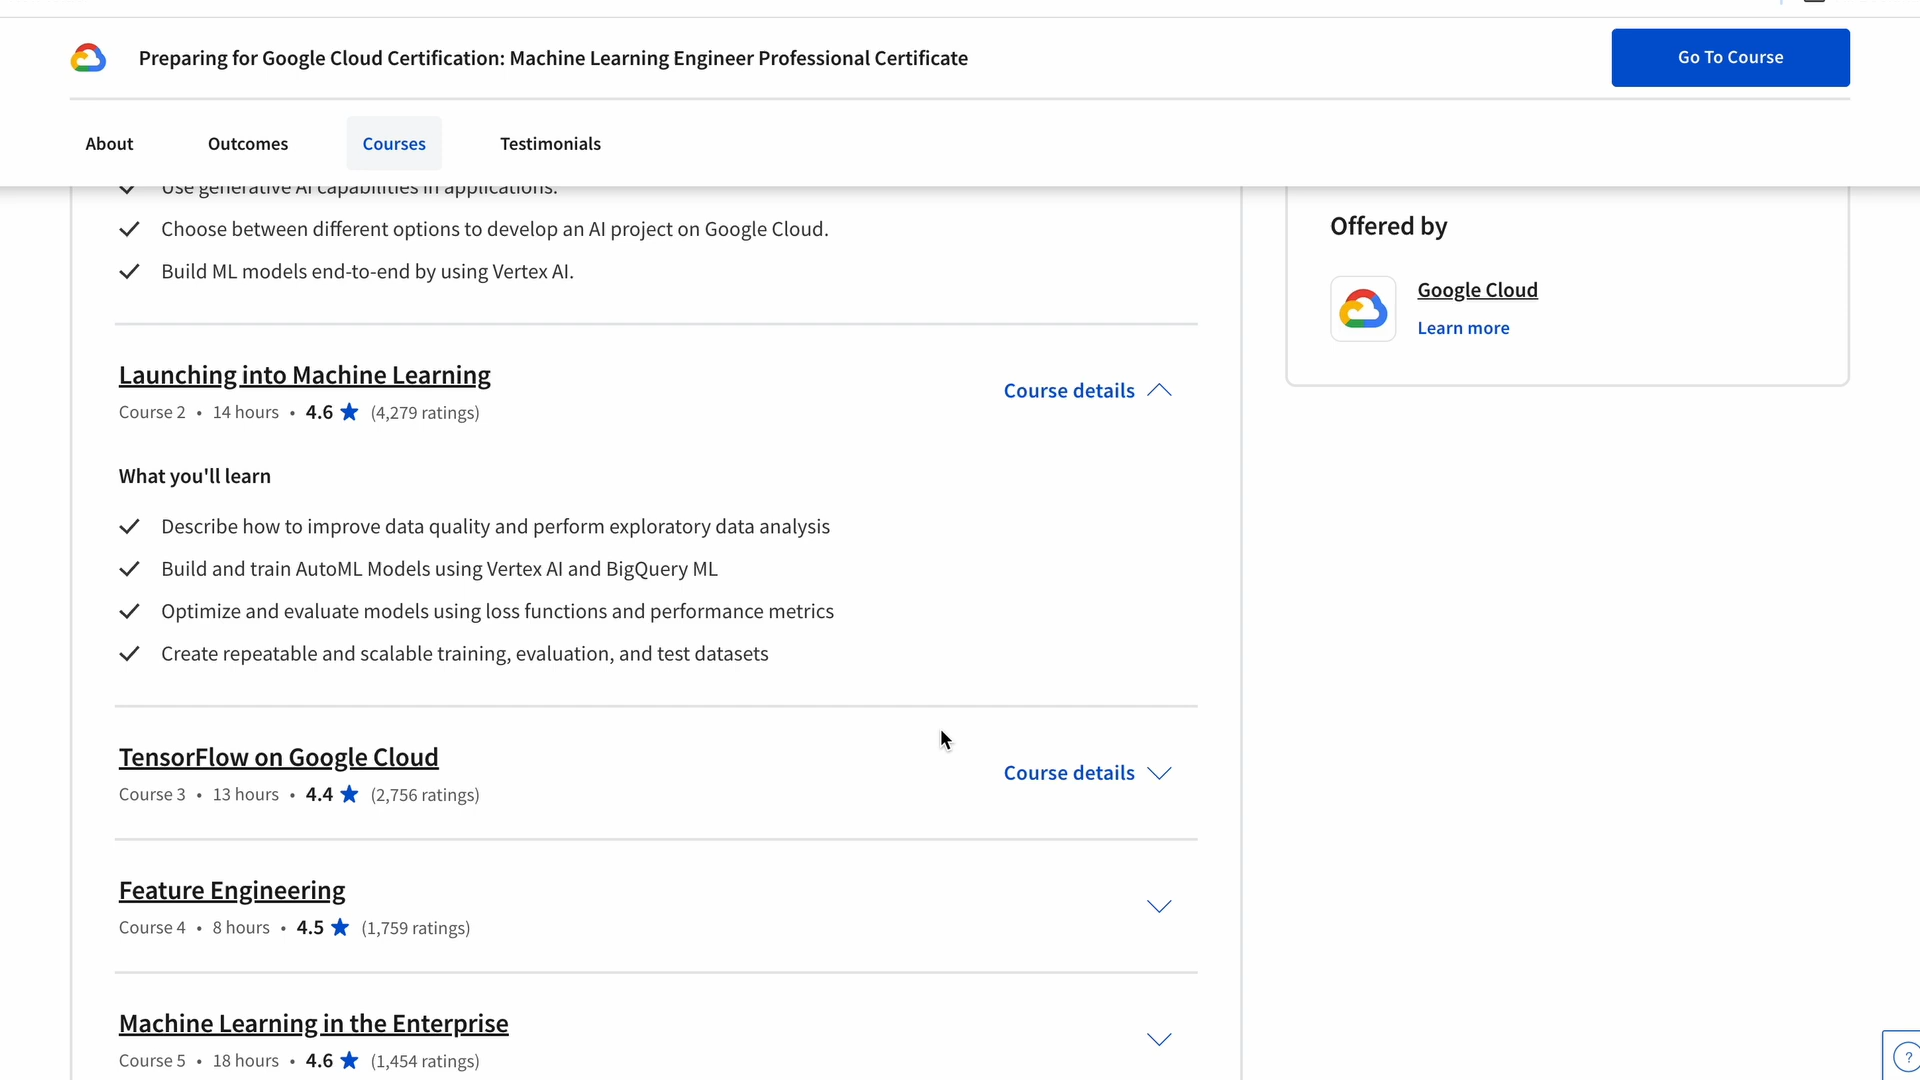 Preparing for Google Cloud Certification: Machine Learning Engineer Professional Certificate
Go To Course
About
Outcomes
Courses
Testimonials
Use generative AI capabilities in applications.
Choose between different options to develop an AI project on Google Cloud.
Build ML models end-to-end by using Vertex AI.
Offered by
Google Cloud
Learn more
Launching into Machine Learning
Course details
Course 2 • 14 hours • 4.6 ★ (4,279 ratings)
What you'll learn
Describe how to improve data quality and perform exploratory data analysis
Build and train AutoML Models using Vertex AI and BigQuery ML
Optimize and evaluate models using loss functions and performance metrics
Create repeatable and scalable training, evaluation, and test datasets
TensorFlow on Google Cloud
Course details
Course 3 • 13 hours • 4.4 ★ (2,756 ratings)
Feature Engineering
Course 4 • 8 hours • 4.5 ★ (1,759 ratings)
Machine Learning in the Enterprise
Course 5 • 18 hours • 4.6 ★ (1,454 ratings)
?